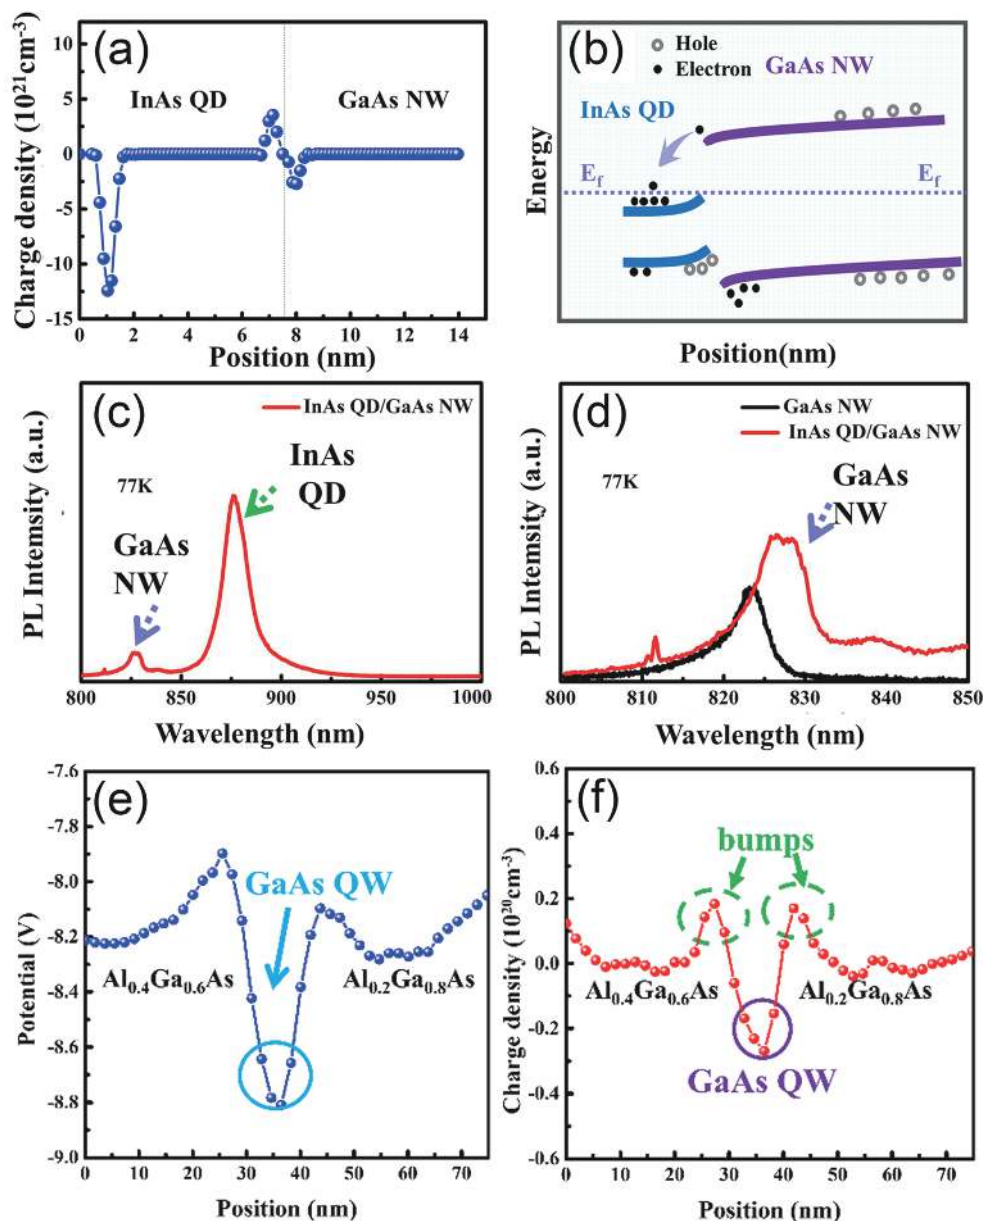 (a)
InAs QD
GaAs NW
Charge density (10²¹cm⁻³)
10
5
0
-5
-10
-15
0
2
4
6
8
10
12
14
Position (nm)
(b)
Hole
Electron
GaAs NW
InAs QD
E_f
E_f
Energy
Position(nm)
(c)
InAs QD/GaAs NW
77K
InAs
QD
GaAs
NW
PL Intemsity (a.u.)
800
850
900
950
1000
Wavelength (nm)
(d)
GaAs NW
InAs QD/GaAs NW
77K
GaAs
NW
PL Intemsity (a.u.)
800
810
820
830
840
850
Wavelength (nm)
(e)
-7.6
-7.8
-8.0
-8.2
-8.4
-8.6
-8.8
-9.0
Potential (V)
GaAs QW
Al₀.₄Ga₀.₆As
Al₀.₂Ga₀.₈As
0
10
20
30
40
50
60
70
Position (nm)
(f)
0.6
0.4
0.2
0.0
-0.2
-0.4
-0.6
Charge density (10²⁰cm⁻³)
bumps
Al₀.₄Ga₀.₆As
Al₀.₂Ga₀.₈As
GaAs QW
0
10
20
30
40
50
60
70
Position (nm)